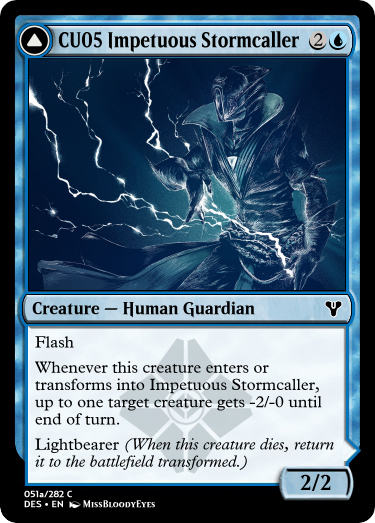 CU05 Impetuous Stormcaller 2
Creature — Human Guardian
Flash
Whenever this creature enters or
transforms into Impetuous Stormcaller,
up to one target creature gets -2/-0 until
end of turn.
Lightbearer (When this creature dies, return
it to the battlefield transformed.)
2/2
051a/282 C
DES • EN MissBloodyEyes